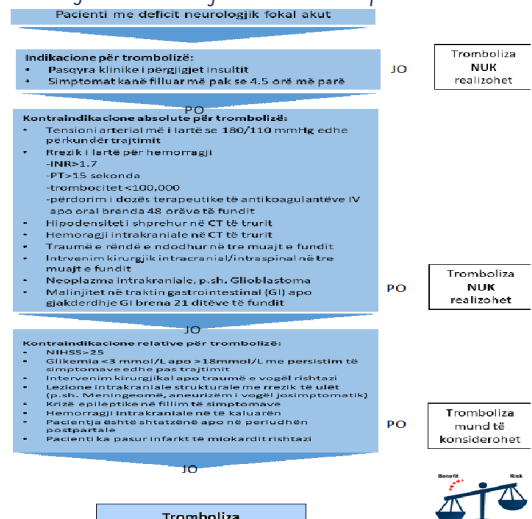 Pacienti me deficit neurologjik fokal akut
Indikacione për trombolizë:
• Pasqyra klinike i përgjigjet insultit
• Simptomat kanë filluar më pak se 4.5 orë më parë
JO
Tromboliza
NUK
realizohet
PO
Kontraindikacione absolute për trombolizë:
• Tensioni arterial më i lartë se 180/110 mmHg edhe
përkundër trajtimit
• Rrezik i lartë për hemorragji
-INR>1.7
-PT>15 sekonda
-trombocitet <100,000
-përdorim i dozës terapeutike të antikoagulantëve IV
apo oral brenda 48 orëve të fundit
• Hipodensitet i shprehur në CT të trurit
• Hemoragji intrakraniale në CT të trurit
• Traumë e rëndë e ndodhur në tre muajt e fundit
• Intrvenim kirurgjik intracranial/intraspinal në tre
muajt e fundit
• Neoplazma intrakraniale, p.sh. Glioblastoma
• Malinjitet në traktin gastrointestinal (GI) apo
gjakderdhje GI brena 21 ditëve të fundit
PO
Tromboliza
NUK
realizohet
JO
Kontraindikacione relative për trombolizë:
• NIHSS>25
• Glikemia <3 mmol/L apo >18mmol/L me persistim të
simptomave edhe pas trajtimit
• Intervenim kirurgjikal apo traumë e vogël rishtazi
• Lezione intrakraniale strukturale me rrezik të ulët
(p.sh. Meningeomë, aneurizëm i vogël josimptomatik)
• Krizë epileptike në fillim të simptomave
• Hemorragji intrakraniale në të kaluarën
• Pacientja është shtatzënë apo në periudhën
postpartale
• Pacienti ka pasur infarkt të miokardit rishtazi
PO
Tromboliza
mund të
konsiderohet
JO
Benefit
Risk
Tromboliza